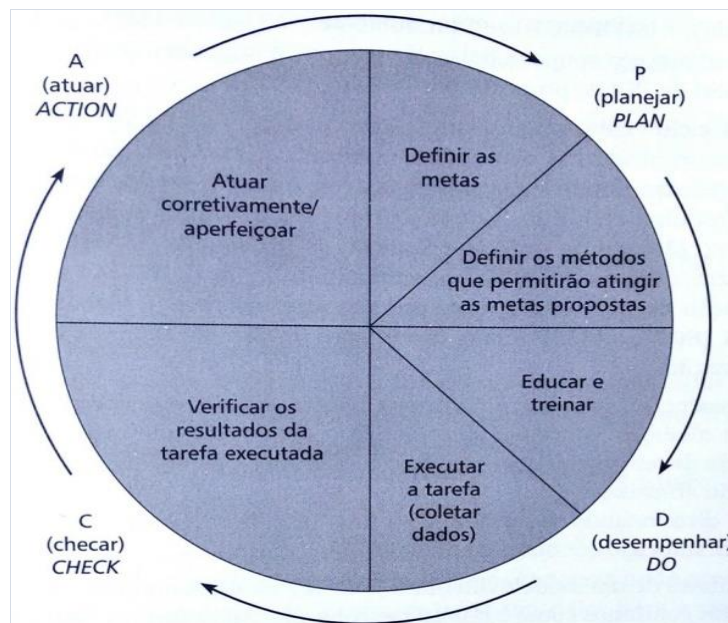 A
(atuar)
ACTION
P
(planejar)
PLAN
Definir as
metas
Atuar
corretivamente/
aperfeiçoar
Definir os métodos
que permitirão atingir
as metas propostas
Educar e
treinar
Verificar os
resultados da
tarefa executada
Executar
a tarefa
(coletar
dados)
C
(checar)
CHECK
D
(desempenhar)
DO